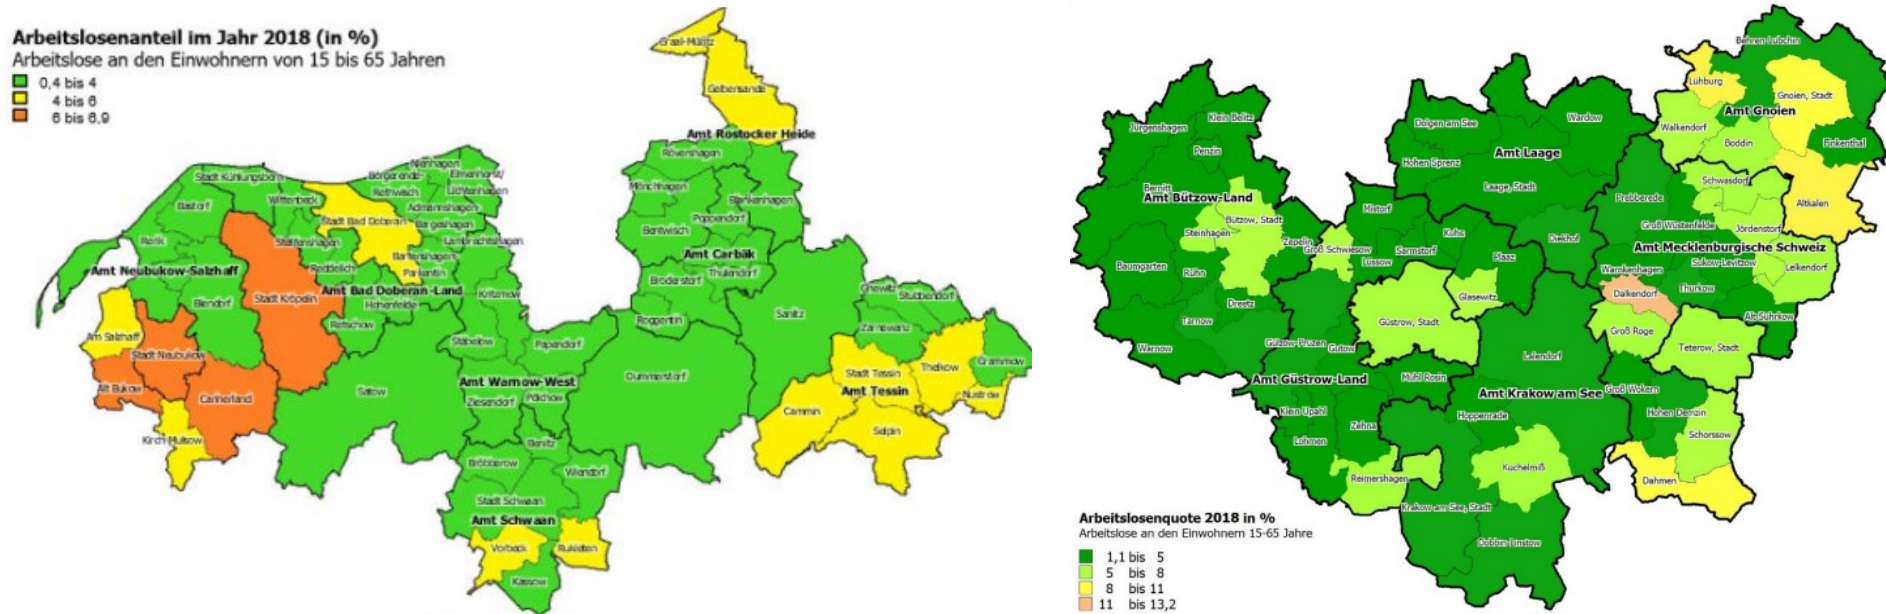 Arbeitslosenanteil im Jahr 2018 (in %)
Arbeitslose an den Einwohnern von 15 bis 65 Jahren
0,4 bis 4
4 bis 6
6 bis 6,9
Graal-Müritz
Gelbensande
Amt Rostocker Heide
Rövershagen
Mönchhagen
Blankenhagen
Poppendorf
Bentwisch
Amt Carbäk
Thulendorf
Broderstorf
Roggentin
Sanitz
Nienhagen
Börgerende-
Rethwisch
Elmenhorst/
Lichtenhagen
Admannshagen-
Bargeshagen
Lambrechtshagen
Stadt Kühlungsborn
Wittenbeck
Bastorf
Stadt Bad Doberan
Steffenshagen
Bartenshagen-
Parkentin
Rerik
Amt Neubukow-Salzhaff
Reddelich
Amt Bad Doberan -Land
Kritzmow
Biendorf
Stadt Kröpelin
Hohenfelde
Retschow
Am Salzhaff
Stadt Neubukow
Alt Bukow
Carinerland
Kirch Mulsow
Satow
Stäbelow
Papendorf
Amt Warnow-West
Ziesendorf
Pölchow
Dummerstorf
Gnewitz
Stubbendorf
Zarnewanz
Grammow
Stadt Tessin
Thelkow
Amt Tessin
Nustrow
Cammin
Selpin
Benitz
Bröbberow
Wiendorf
Stadt Schwaan
Amt Schwaan
Vorbeck
Rukieten
Kassow
Behren-Lübchin
Lühburg
Gnoien, Stadt
Amt Gnoien
Walkendorf
Boddin
Finkenthal
Altkalen
Klein Belitz
Jürgenshagen
Penzin
Bernitt
Amt Bützow-Land
Bützow, Stadt
Steinhagen
Zepelin
Baumgarten
Rühn
Dreetz
Tarnow
Warnow
Dolgen am See
Wardow
Hohen Sprenz
Amt Laage
Laage, Stadt
Mistorf
Groß Schwiesow
Kuhs
Sarmstorf
Lüssow
Plaaz
Diekhof
Glasewitz
Güstrow, Stadt
Gülzow-Prüzen
Gutow
Amt Güstrow-Land
Mühl Rosin
Klein Upahl
Zehna
Lohmen
Reimershagen
Prebberede
Schwasdorf
Groß Wüstenfelde
Jördenstorf
Amt Mecklenburgische Schweiz
Warnkenhagen
Sukow-Levitzow
Lelkendorf
Dalkendorf
Thürkow
Alt Sührkow
Groß Roge
Teterow, Stadt
Lalendorf
Amt Krakow am See
Groß Wokern
Hoppenrade
Hohen Demzin
Schorssow
Kuchelmiß
Dahmen
Krakow am See, Stadt
Dobbin-Linstow
Arbeitslosenquote 2018 in %
Arbeitslose an den Einwohnern 15-65 Jahre
1,1 bis 5
5 bis 8
8 bis 11
11 bis 13,2